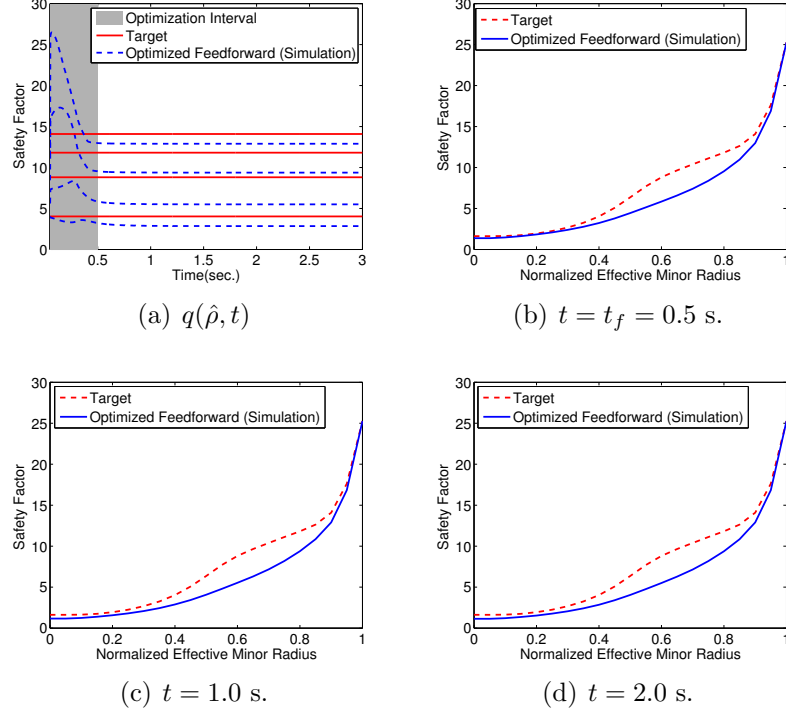 30
25
20
15
10
5
0
Safety Factor
Optimization Interval
Target
Optimized Feedforward (Simulation)
0.5 1 1.5 2 2.5 3
Time(sec.)
(a) q(ρ̂, t)
30
25
20
15
10
5
0
Safety Factor
Target
Optimized Feedforward (Simulation)
0 0.2 0.4 0.6 0.8 1
Normalized Effective Minor Radius
(b) t = t_f = 0.5 s.
30
25
20
15
10
5
0
Safety Factor
Target
Optimized Feedforward (Simulation)
0 0.2 0.4 0.6 0.8 1
Normalized Effective Minor Radius
(c) t = 1.0 s.
30
25
20
15
10
5
0
Safety Factor
Target
Optimized Feedforward (Simulation)
0 0.2 0.4 0.6 0.8 1
Normalized Effective Minor Radius
(d) t = 2.0 s.